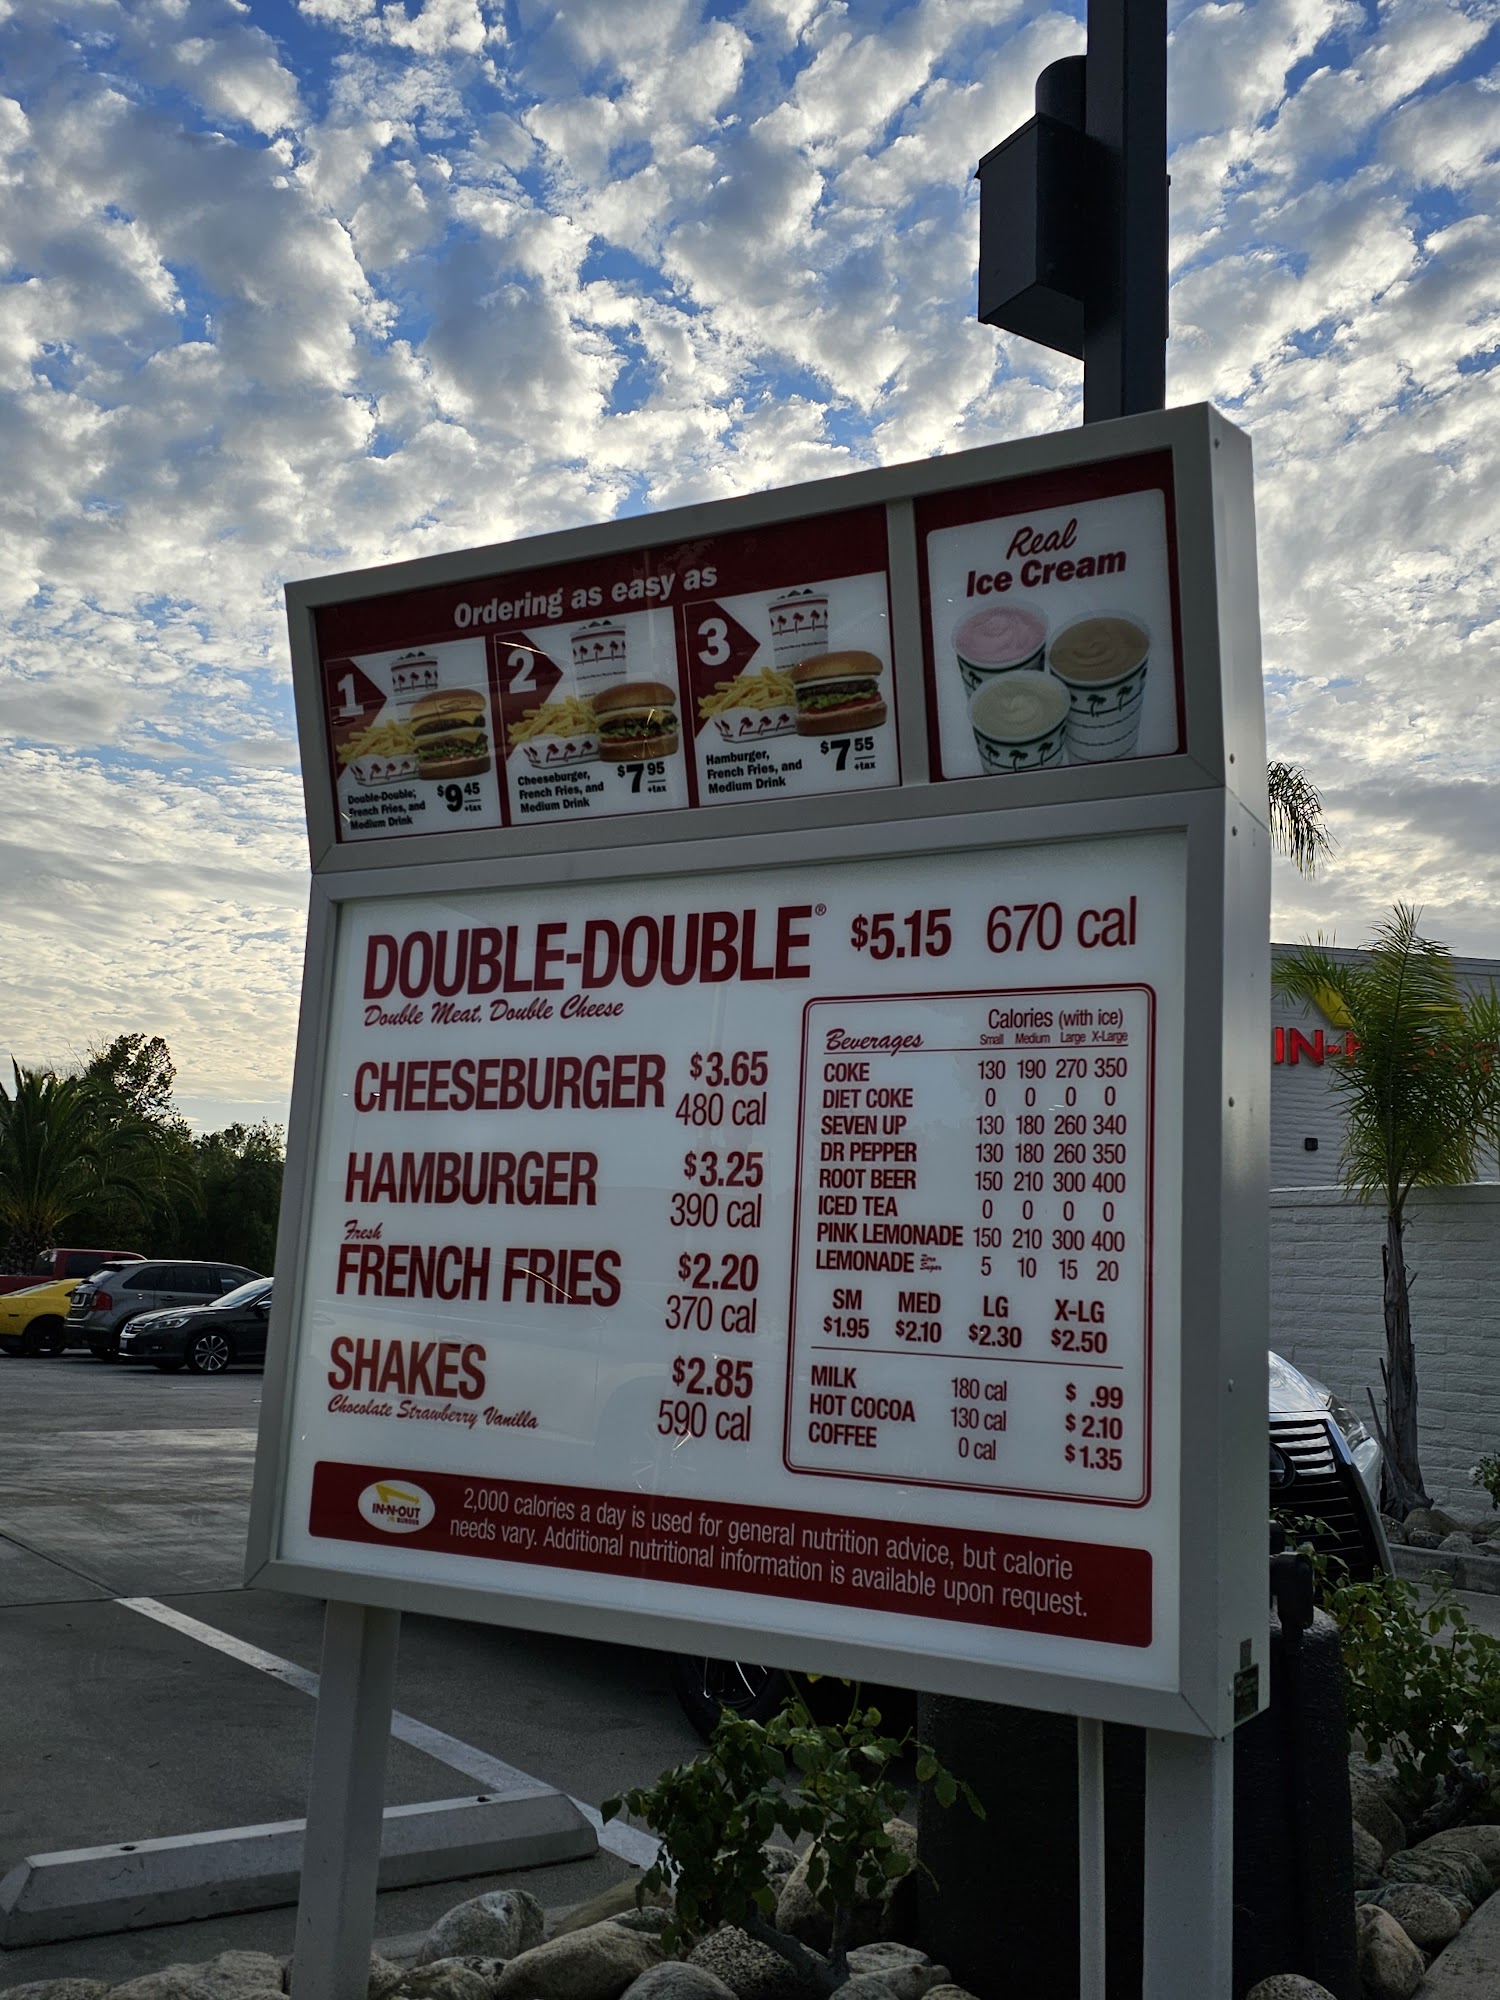 Ordering as easy as
1
Double-Double,
French Fries, and
Medium Drink
$9 45
+tax
2
Cheeseburger,
French Fries, and
Medium Drink
$7 95
+tax
3
Hamburger,
French Fries, and
Medium Drink
$7 55
+tax
Real
Ice Cream
DOUBLE-DOUBLE® $5.15 670 cal
Double Meat, Double Cheese
CHEESEBURGER $3.65
480 cal
HAMBURGER $3.25
390 cal
Fresh
FRENCH FRIES $2.20
370 cal
SHAKES $2.85
Chocolate Strawberry Vanilla 590 cal
Calories (with ice)
Beverages Small Medium Large X-Large
COKE 130 190 270 350
DIET COKE 0 0 0 0
SEVEN UP 130 180 260 340
DR PEPPER 130 180 260 350
ROOT BEER 150 210 300 400
ICED TEA 0 0 0 0
PINK LEMONADE 150 210 300 400
LEMONADE Zero Sugar 5 10 15 20
SM MED LG X-LG
$1.95 $2.10 $2.30 $2.50
MILK 180 cal $ .99
HOT COCOA 130 cal $2.10
COFFEE 0 cal $1.35
IN-N-OUT
BURGER
2,000 calories a day is used for general nutrition advice, but calorie
needs vary. Additional nutritional information is available upon request.
IN-